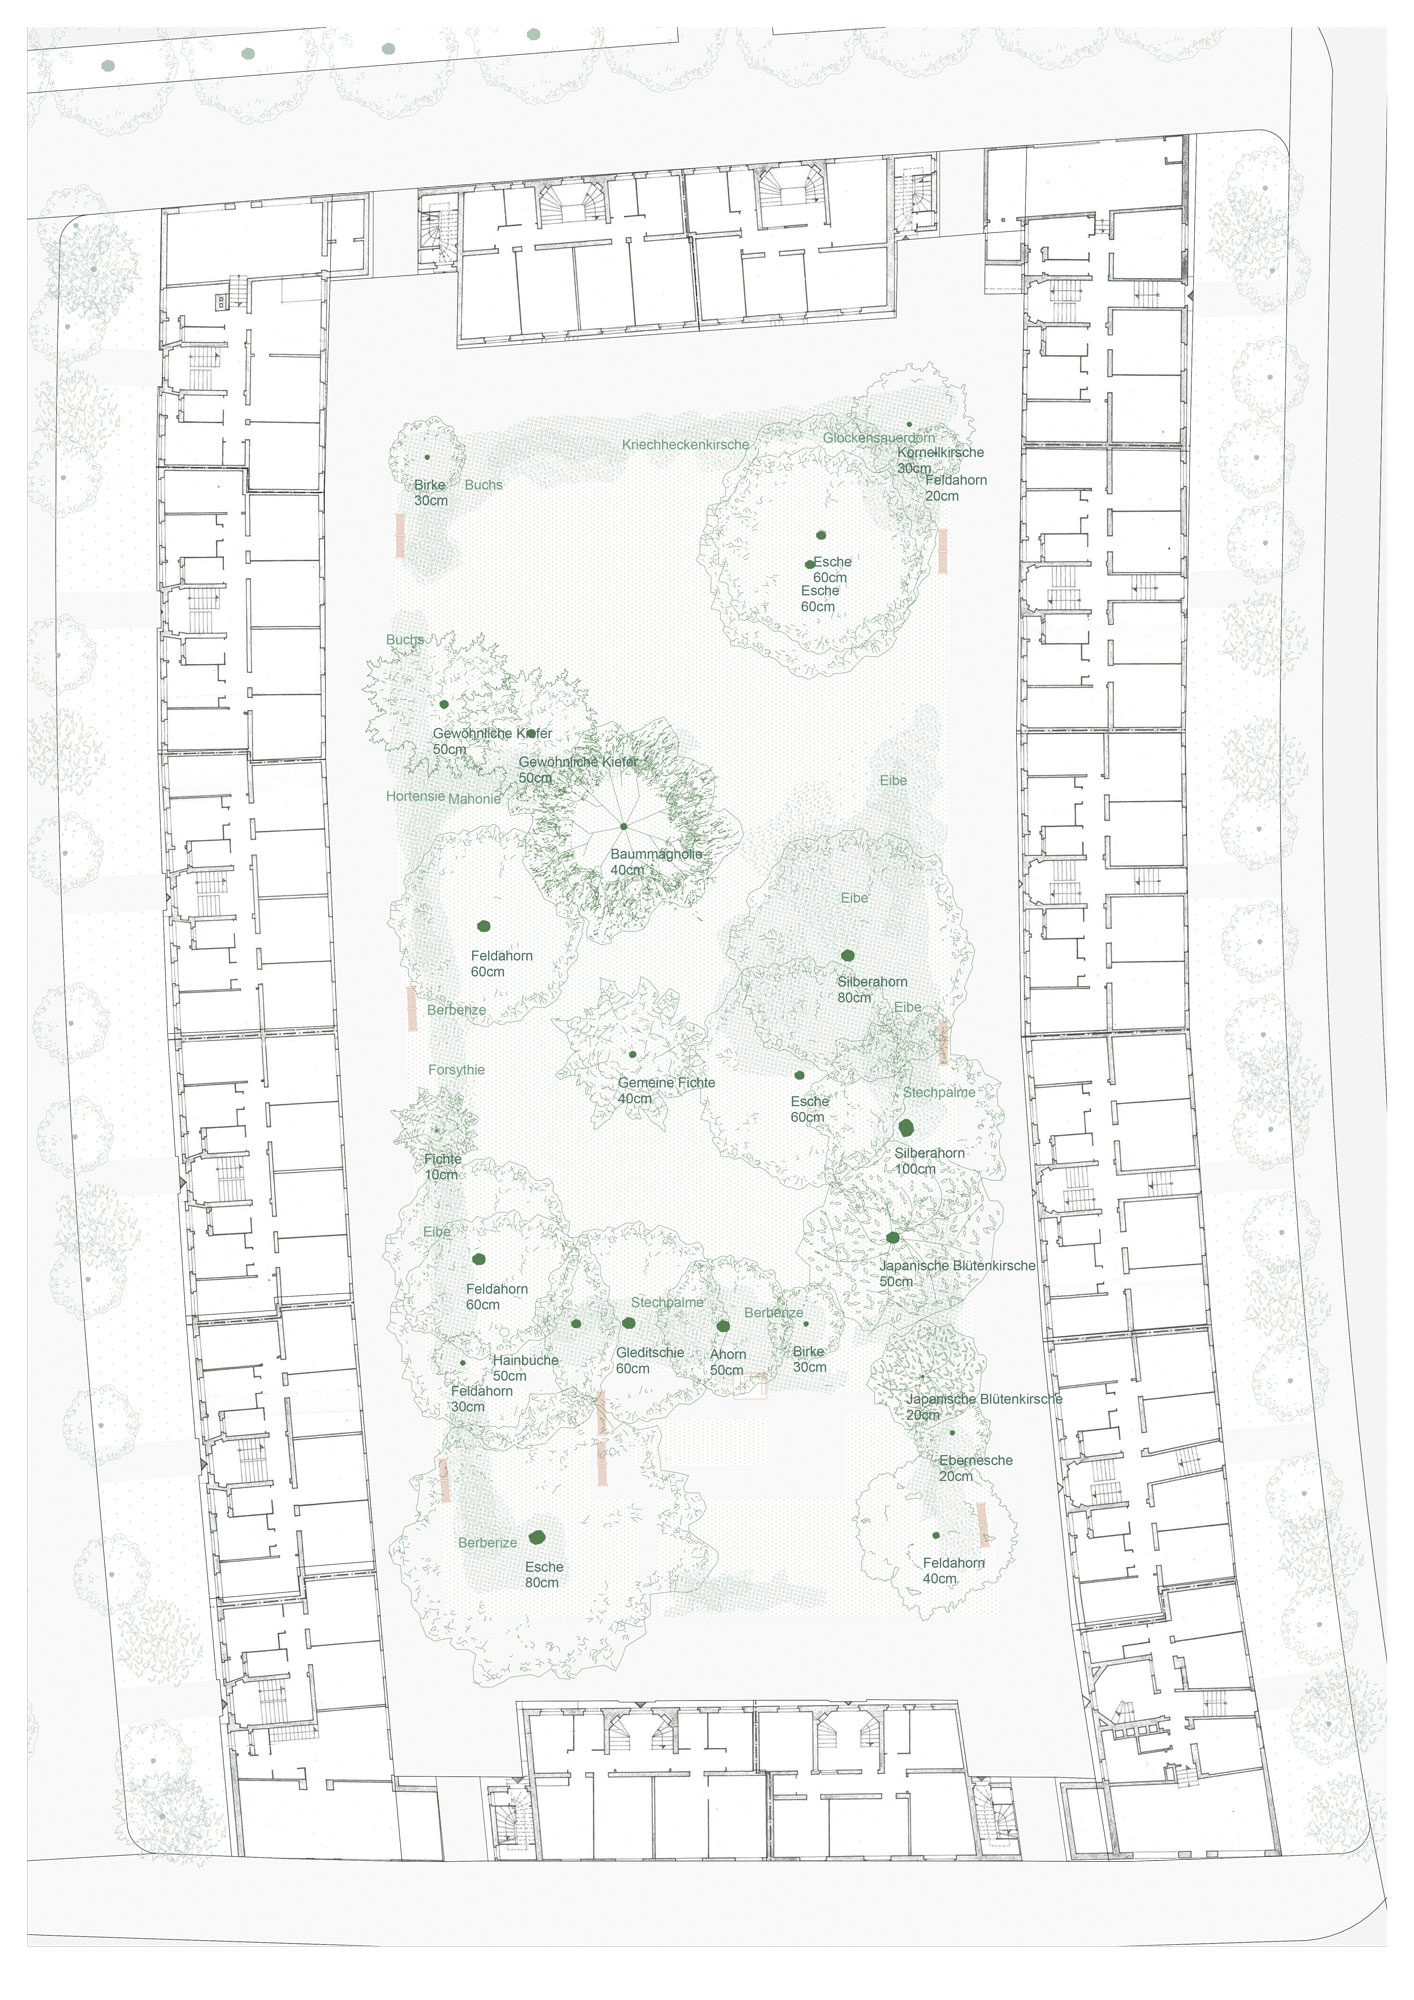 Kriechheckenkirsche
Glockensauerdorn
Kornellkirsche
30cm
Feldahorn
20cm
Birke
30cm
Buchs
Esche
60cm
Esche
60cm
Buchs
Gewöhnliche Kiefer
50cm
Gewöhnliche Kiefer
50cm
Eibe
Hortensie
Mahonie
Baummagnolie
40cm
Eibe
Feldahorn
60cm
Silberahorn
80cm
Berberize
Eibe
Forsythie
Gemeine Fichte
40cm
Stechpalme
Esche
60cm
Fichte
10cm
Silberahorn
100cm
Eibe
Japanische Blütenkirsche
50cm
Feldahorn
60cm
Stechpalme
Berberize
Hainbuche
50cm
Gleditschie
60cm
Ahorn
50cm
Birke
30cm
Feldahorn
30cm
Japanische Blütenkirsche
20cm
Ebernesche
20cm
Berberize
Esche
80cm
Feldahorn
40cm